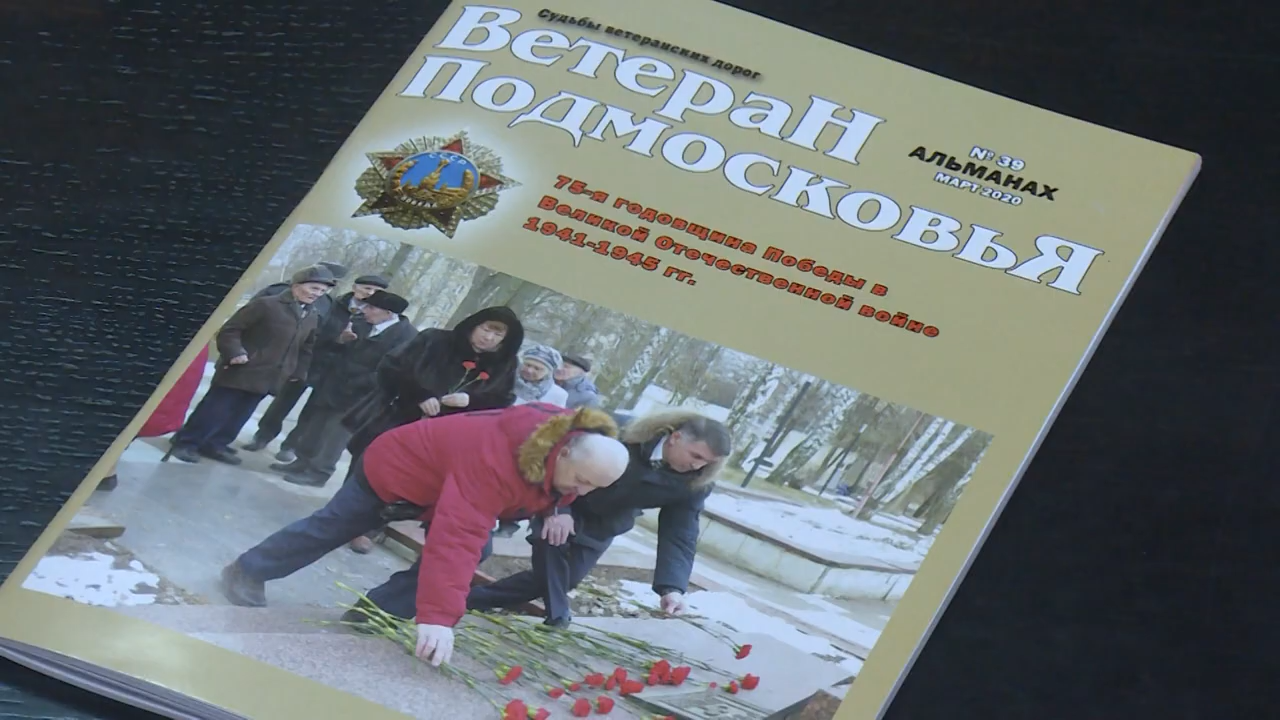 Судьбы ветеранских дорог
Ветеран
Подмосковья
№ 39
АЛЬМАНАХ
МАРТ 2020
75-я годовщина Победы в
Великой Отечественной войне
1941-1945 гг.
СССР